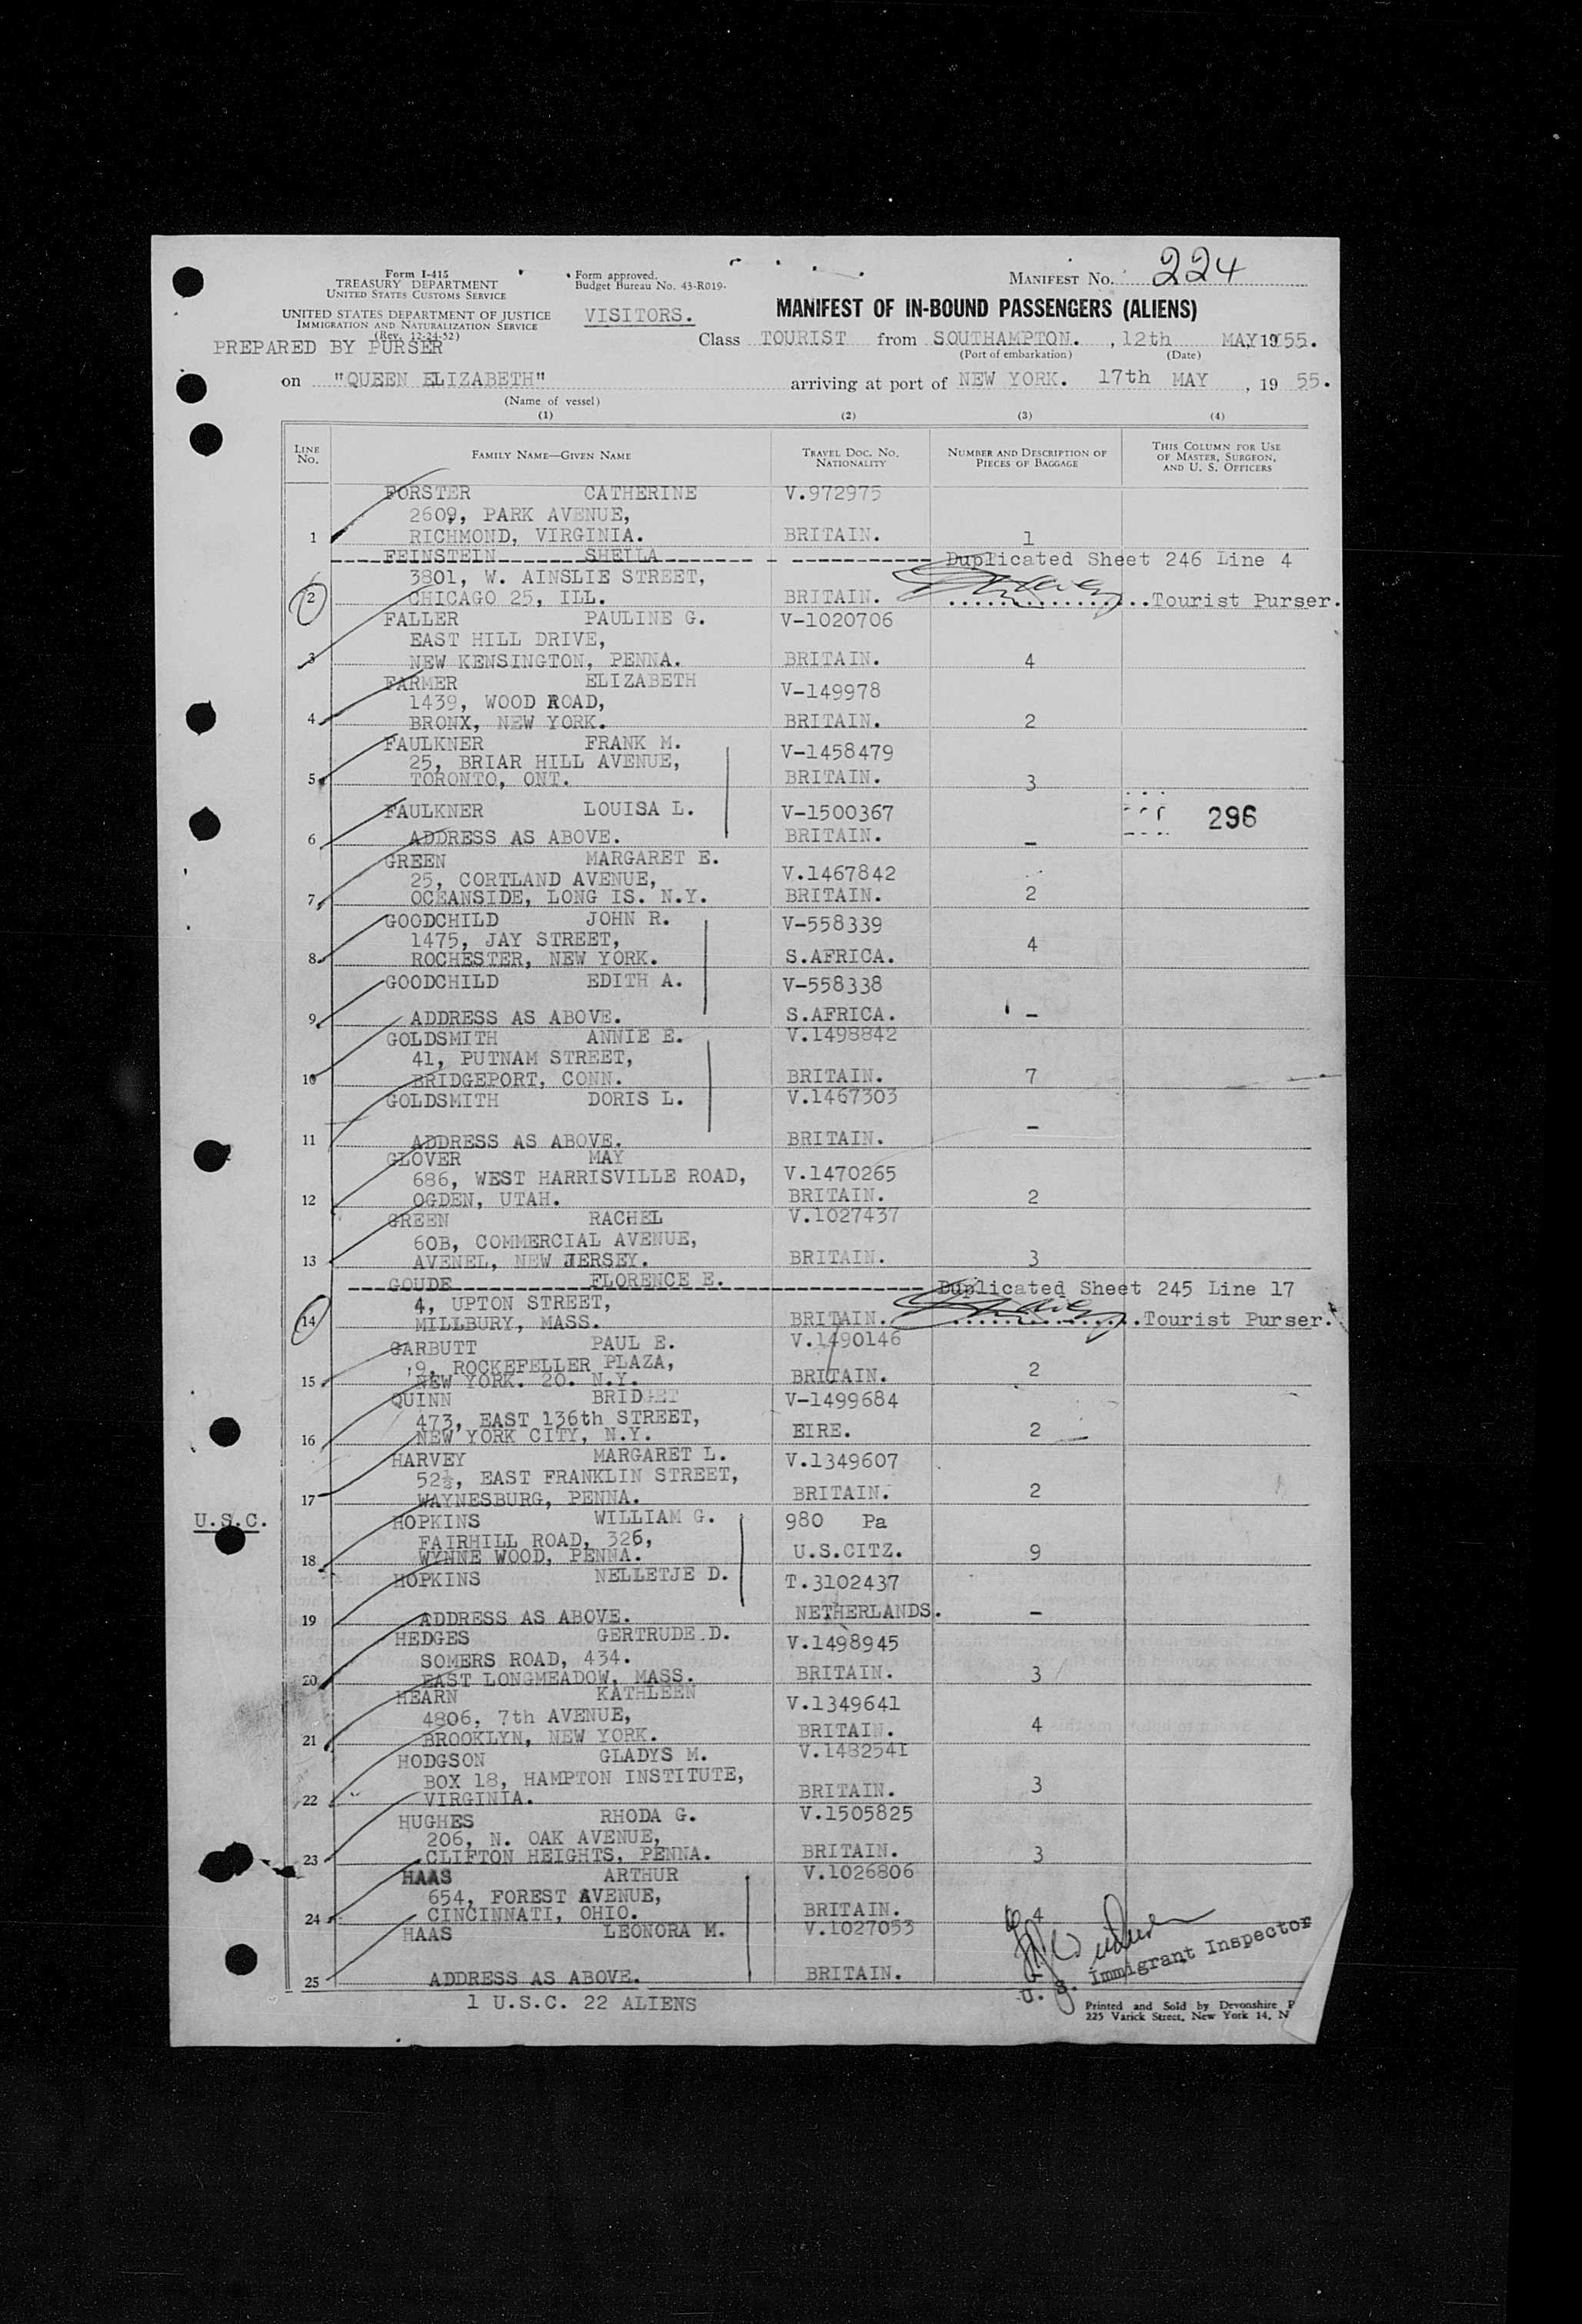 Form I-415
TREASURY DEPARTMENT
UNITED STATES CUSTOMS SERVICE
UNITED STATES DEPARTMENT OF JUSTICE
IMMIGRATION AND NATURALIZATION SERVICE
(Rev. 12-24-52)
PREPARED BY PURSER
Form approved.
Budget Bureau No. 43-R019-
VISITORS.
MANIFEST No. 224
MANIFEST OF IN-BOUND PASSENGERS (ALIENS)
Class TOURIST from SOUTHAMPTON. , 12th MAY, 1955.
(Port of embarkation) (Date)
on "QUEEN ELIZABETH" arriving at port of NEW YORK. 17th MAY , 19 55.
(Name of vessel)
(1) (2) (3) (4)
LINE No. FAMILY NAME—GIVEN NAME TRAVEL DOC. NO. NATIONALITY NUMBER AND DESCRIPTION OF PIECES OF BAGGAGE THIS COLUMN FOR USE OF MASTER, SURGEON, AND U. S. OFFICERS
FORSTER CATHERINE V.972975
2609, PARK AVENUE,
1 RICHMOND, VIRGINIA. BRITAIN. 1
FEINSTEIN SHEILA Duplicated Sheet 246 Line 4
3801, W. AINSLIE STREET,
2 CHICAGO 25, ILL. BRITAIN. Tourist Purser.
FALLER PAULINE G. V-1020706
EAST HILL DRIVE,
3 NEW KENSINGTON, PENNA. BRITAIN. 4
FARMER ELIZABETH V-149978
1439, WOOD ROAD,
4 BRONX, NEW YORK. BRITAIN. 2
FAULKNER FRANK M. V-1458479
25, BRIAR HILL AVENUE,
5 TORONTO, ONT. BRITAIN. 3
FAULKNER LOUISA L. V-1500367 296
6 ADDRESS AS ABOVE. BRITAIN. –
GREEN MARGARET E. V.1467842
25, CORTLAND AVENUE,
7 OCEANSIDE, LONG IS. N.Y. BRITAIN. 2
GOODCHILD JOHN R. V-558339
1475, JAY STREET, 4
8 ROCHESTER, NEW YORK. S.AFRICA.
GOODCHILD EDITH A. V-558338
9 ADDRESS AS ABOVE. S.AFRICA. –
GOLDSMITH ANNIE E. V.1498842
41, PUTNAM STREET,
10 BRIDGEPORT, CONN. BRITAIN. 7
GOLDSMITH DORIS L. V.1467303
11 ADDRESS AS ABOVE. BRITAIN. –
GLOVER MAY
686, WEST HARRISVILLE ROAD, V.1470265
12 OGDEN, UTAH. BRITAIN. 2
GREEN RACHEL V.1027437
60B, COMMERCIAL AVENUE,
13 AVENEL, NEW JERSEY. BRITAIN. 3
GOUDE FLORENCE E. Duplicated Sheet 245 Line 17
4, UPTON STREET,
14 MILLBURY, MASS. BRITAIN. Tourist Purser.
GARBUTT PAUL E. V.1490146
9, ROCKEFELLER PLAZA,
15 NEW YORK. 20. N.Y. BRITAIN. 2
QUINN BRIDGET V-1499684
473, EAST 136th STREET,
16 NEW YORK CITY, N.Y. EIRE. 2
HARVEY MARGARET L. V.1349607
52½, EAST FRANKLIN STREET,
17 WAYNESBURG, PENNA. BRITAIN. 2
U.S.C. HOPKINS WILLIAM G. 980 Pa
FAIRHILL ROAD, 326,
18 WYNNE WOOD, PENNA. U.S.CITZ. 9
HOPKINS NELLETJE D. T.3102437
19 ADDRESS AS ABOVE. NETHERLANDS. –
HEDGES GERTRUDE.D. V.1498945
SOMERS ROAD, 434.
20 EAST LONGMEADOW, MASS. BRITAIN. 3
HEARN KATHLEEN V.1349641
4806, 7th AVENUE,
21 BROOKLYN, NEW YORK. BRITAIN. 4
HODGSON GLADYS M. V.1482541
BOX 18, HAMPTON INSTITUTE,
22 VIRGINIA. BRITAIN. 3
HUGHES RHODA G. V.1505825
206, N. OAK AVENUE,
23 CLIFTON HEIGHTS, PENNA. BRITAIN. 3
HAAS ARTHUR V.1026806
654, FOREST AVENUE,
24 CINCINNATI, OHIO. BRITAIN. 4
HAAS LEONORA M. V.1027053
25 ADDRESS AS ABOVE. BRITAIN.
U. S. Immigrant Inspector
1 U.S.C. 22 ALIENS
Printed and Sold by Devonshire
225 Varick Street, New York 14, N